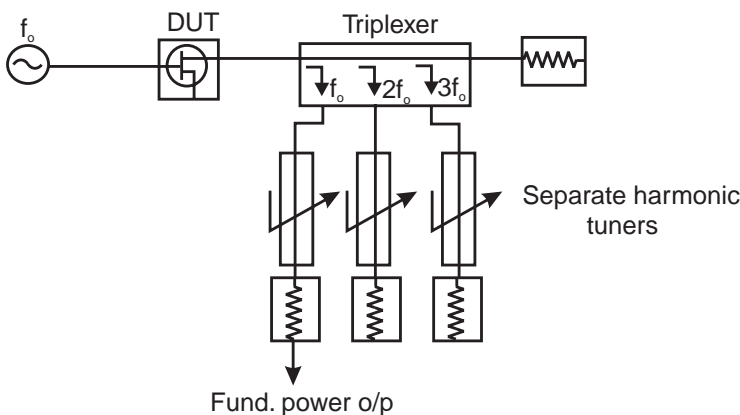 fo
DUT
Triplexer
fo 2fo 3fo
Separate harmonic
tuners
Fund. power o/p